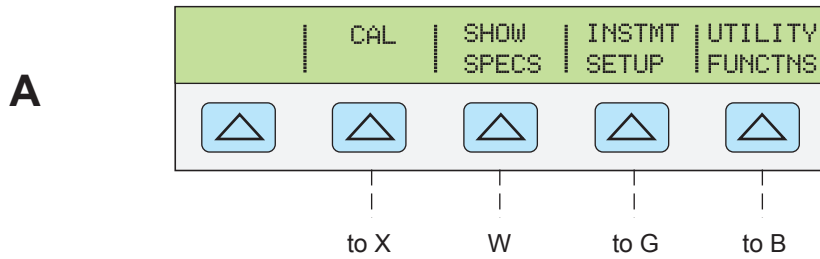 CAL SHOW INSTMT UTILITY
SPECS SETUP FUNCTNS
A
to X W to G to B